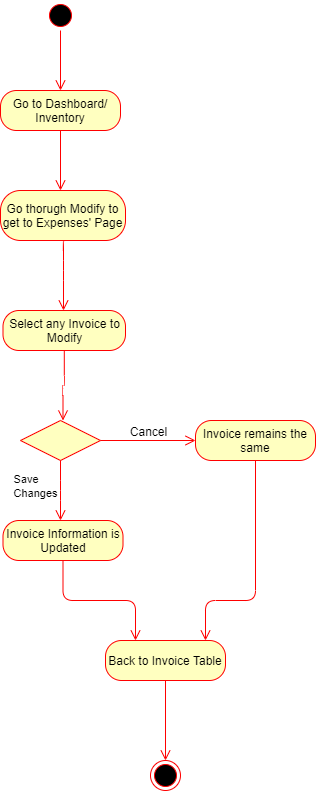 Go to Dashboard/
Inventory
Go thorugh Modify to
get to Expenses' Page
Select any Invoice to
Modify
Cancel
Invoice remains the
same
Save
Changes
Invoice Information is
Updated
Back to Invoice Table